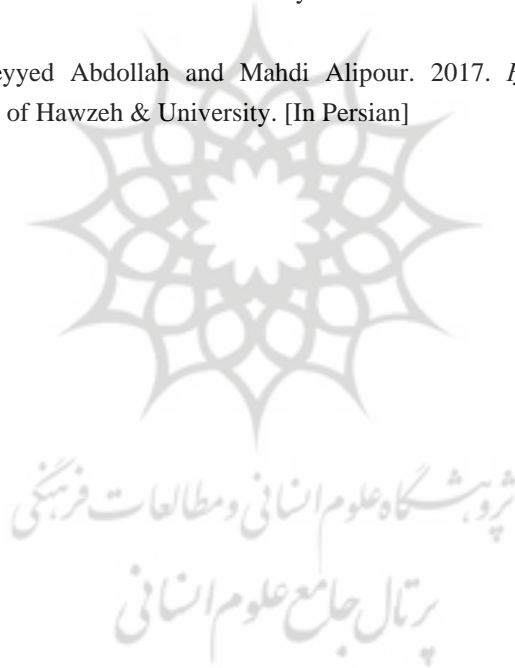 eyyed Abdollah and Mahdi Alipour. 2017.
of Hawzeh & University. [In Persian]
پژوهشگاه علوم انسانی و مطالعات فرهنگی
پرتال جامع علوم انسانی